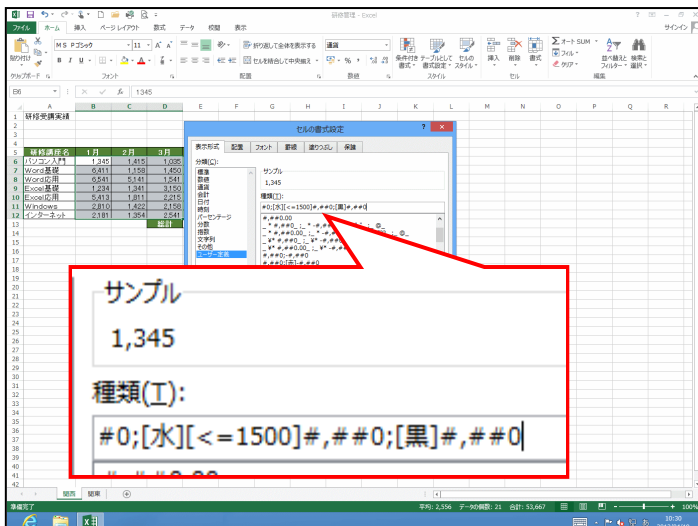 研修管理 - Excel
サインイン
ファイル ホーム 挿入 ページ レイアウト 数式 データ 校閲 表示
MS Pゴシック 11
折り返して全体を表示する
通貨
オート SUM
フィル
クリア
貼り付け
B I U
セルを結合して中央揃え
条件付き書式 テーブルとして書式設定 セルのスタイル
挿入 削除 書式
並べ替えとフィルター 検索と選択
クリップボード フォント 配置 数値 スタイル セル 編集
B6 1345
A B C D E F G H I J K L M N O P Q R
研修受講実績
研修講座名 1月 2月 3月
パソコン入門 1,345 1,415 1,035
Word基礎 6,411 1,158 1,450
Word応用 6,541 5,141 1,541
Excel基礎 1,234 1,341 3,150
Excel応用 5,413 1,811 2,215
Windows 2,810 1,422 2,158
インターネット 2,181 1,354 2,541
総計
セルの書式設定
表示形式 配置 フォント 罫線 塗りつぶし 保護
分類(C):
標準
数値
通貨
会計
日付
時刻
パーセンテージ
分数
指数
文字列
その他
ユーザー定義
サンプル
1,345
種類(T):
#0;[水][<=1500]#,##0;[黒]#,##0
#,##0.00
#,##0;-#,##0
#,##0;[赤]-#,##0
サンプル
1,345
種類(T):
#0;[水][<=1500]#,##0;[黒]#,##0
関西 関東
準備完了
平均: 2,556 データの個数: 21 合計: 53,667
100%
10:30